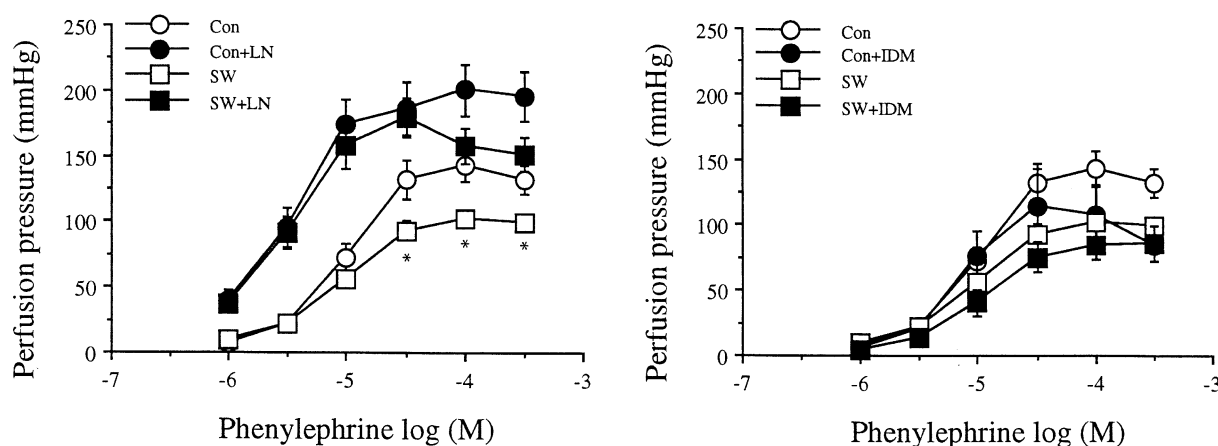 Con
Con+LN
SW
SW+LN
Perfusion pressure (mmHg)
250
200
150
100
50
0
*
*
*
-7
-6
-5
-4
-3
Phenylephrine log (M)
Con
Con+IDM
SW
SW+IDM
Perfusion pressure (mmHg)
250
200
150
100
50
0
-7
-6
-5
-4
-3
Phenylephrine log (M)